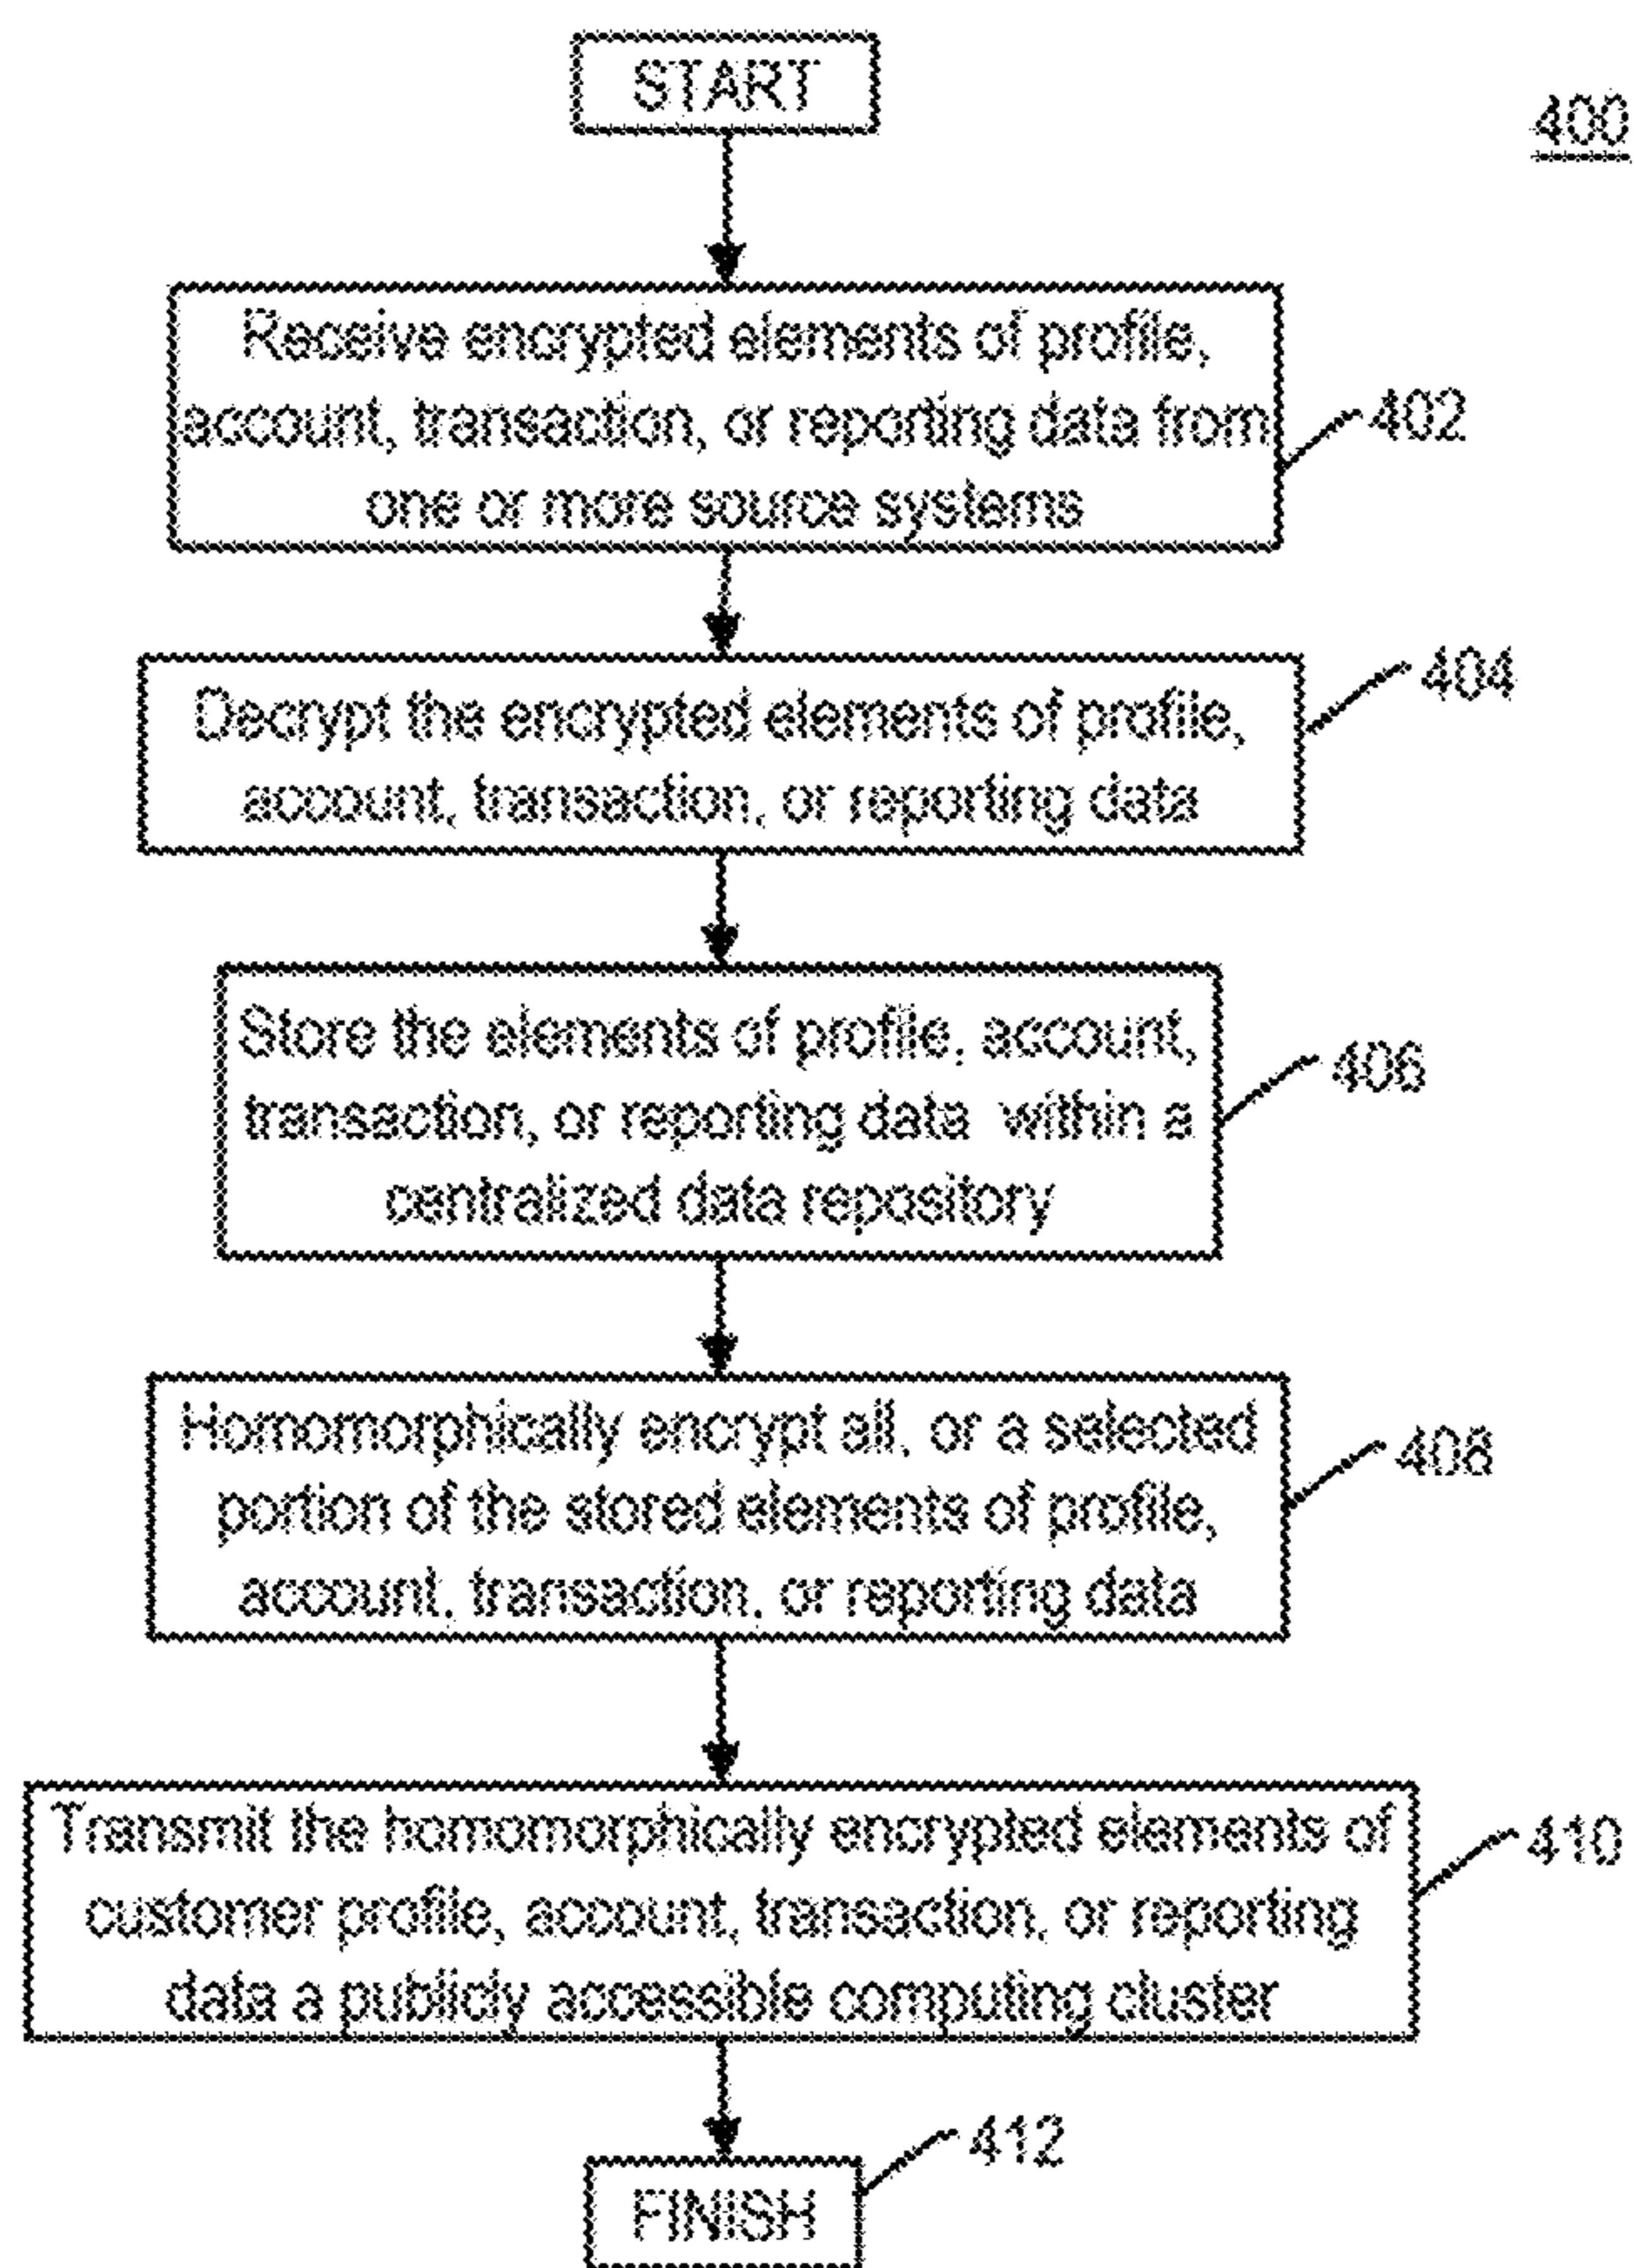 START
400
Receive encrypted elements of profile,
account, transaction, or reporting data from
one or more source systems
402
Decrypt the encrypted elements of profile,
account, transaction, or reporting data
404
Store the elements of profile, account,
transaction, or reporting data within a
centralized data repository
406
Homomorphically encrypt all, or a selected
portion of the stored elements of profile,
account, transaction, or reporting data
408
Transmit the homomorphically encrypted elements of
customer profile, account, transaction, or reporting
data a publicly accessible computing cluster
410
FINISH
412